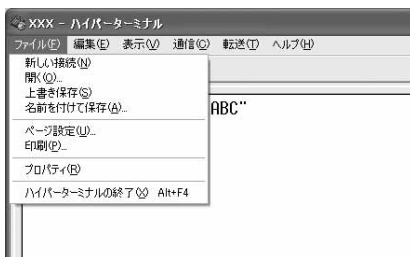 XXX - ハイパーターミナル
ファイル(F) 編集(E) 表示(V) 通信(C) 転送(T) ヘルプ(H)
新しい接続(N)
開く(O)...
上書き保存(S)
名前を付けて保存(A)...
ABC"
ページ設定(U)...
印刷(P)...
プロパティ(R)
ハイパーターミナルの終了(X) Alt+F4